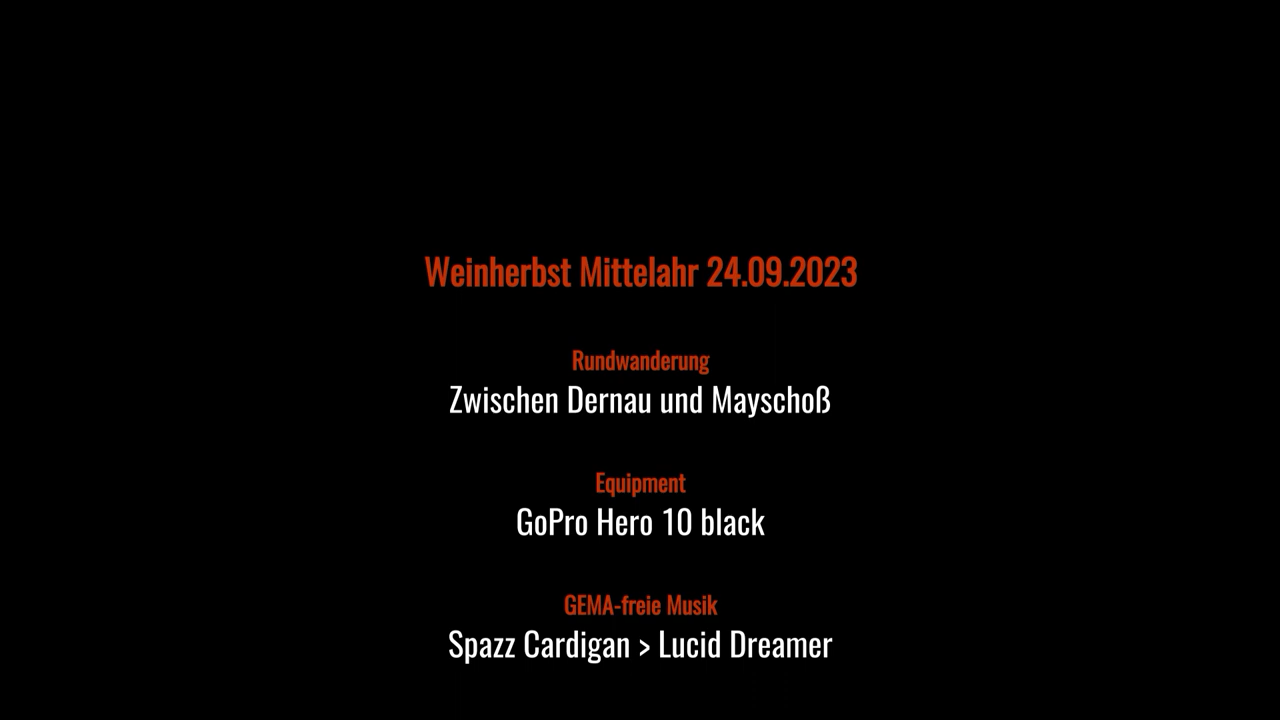 Weinherbst Mittelahr 24.09.2023
Rundwanderung
Zwischen Dernau und Mayschoß
Equipment
GoPro Hero 10 black
GEMA-freie Musik
Spazz Cardigan > Lucid Dreamer